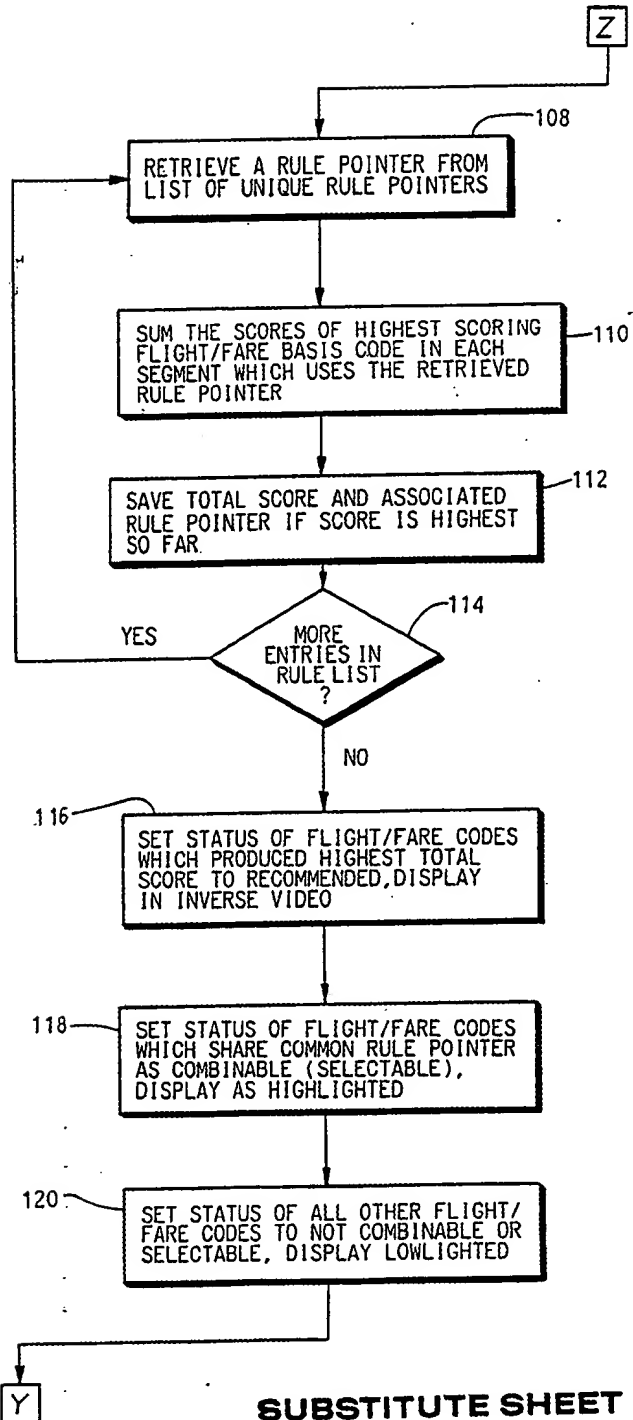 Z
108
RETRIEVE A RULE POINTER FROM
LIST OF UNIQUE RULE POINTERS
SUM THE SCORES OF HIGHEST SCORING
FLIGHT/FARE BASIS CODE IN EACH
SEGMENT WHICH USES THE RETRIEVED
RULE POINTER
110
SAVE TOTAL SCORE AND ASSOCIATED
RULE POINTER IF SCORE IS HIGHEST
SO FAR
112
114
YES
MORE
ENTRIES IN
RULE LIST
?
NO
116
SET STATUS OF FLIGHT/FARE CODES
WHICH PRODUCED HIGHEST TOTAL
SCORE TO RECOMMENDED, DISPLAY
IN INVERSE VIDEO
118
SET STATUS OF FLIGHT/FARE CODES
WHICH SHARE COMMON RULE POINTER
AS COMBINABLE (SELECTABLE),
DISPLAY AS HIGHLIGHTED
120
SET STATUS OF ALL OTHER FLIGHT/
FARE CODES TO NOT COMBINABLE OR
SELECTABLE, DISPLAY LOWLIGHTED
Y
SUBSTITUTE SHEET